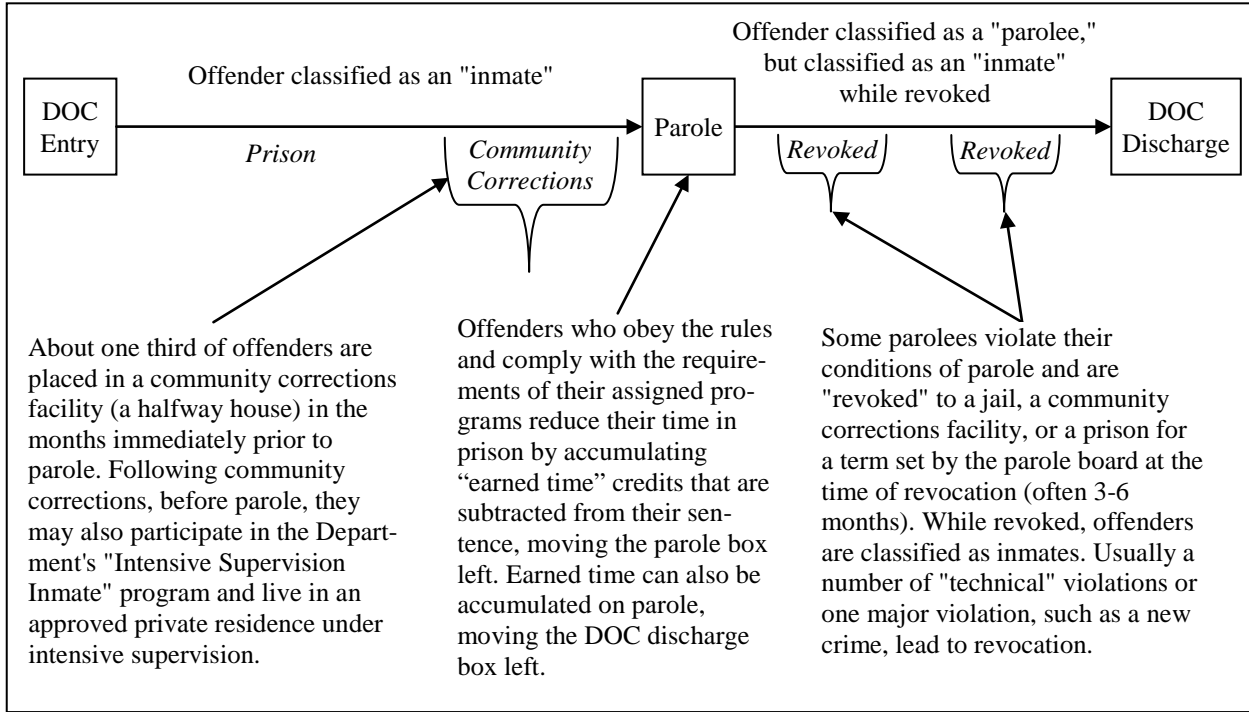 Offender classified as an "inmate"
Offender classified as a "parolee,"
but classified as an "inmate"
while revoked
DOC
Entry
Prison
Community
Corrections
Parole
Revoked
Revoked
DOC
Discharge
About one third of offenders are
placed in a community corrections
facility (a halfway house) in the
months immediately prior to
parole. Following community
corrections, before parole, they
may also participate in the Depart-
ment's "Intensive Supervision
Inmate" program and live in an
approved private residence under
intensive supervision.
Offenders who obey the rules
and comply with the require-
ments of their assigned pro-
grams reduce their time in
prison by accumulating
“earned time” credits that are
subtracted from their sen-
tence, moving the parole box
left. Earned time can also be
accumulated on parole,
moving the DOC discharge
box left.
Some parolees violate their
conditions of parole and are
"revoked" to a jail, a community
corrections facility, or a prison for
a term set by the parole board at the
time of revocation (often 3-6
months). While revoked, offenders
are classified as inmates. Usually a
number of "technical" violations or
one major violation, such as a new
crime, lead to revocation.